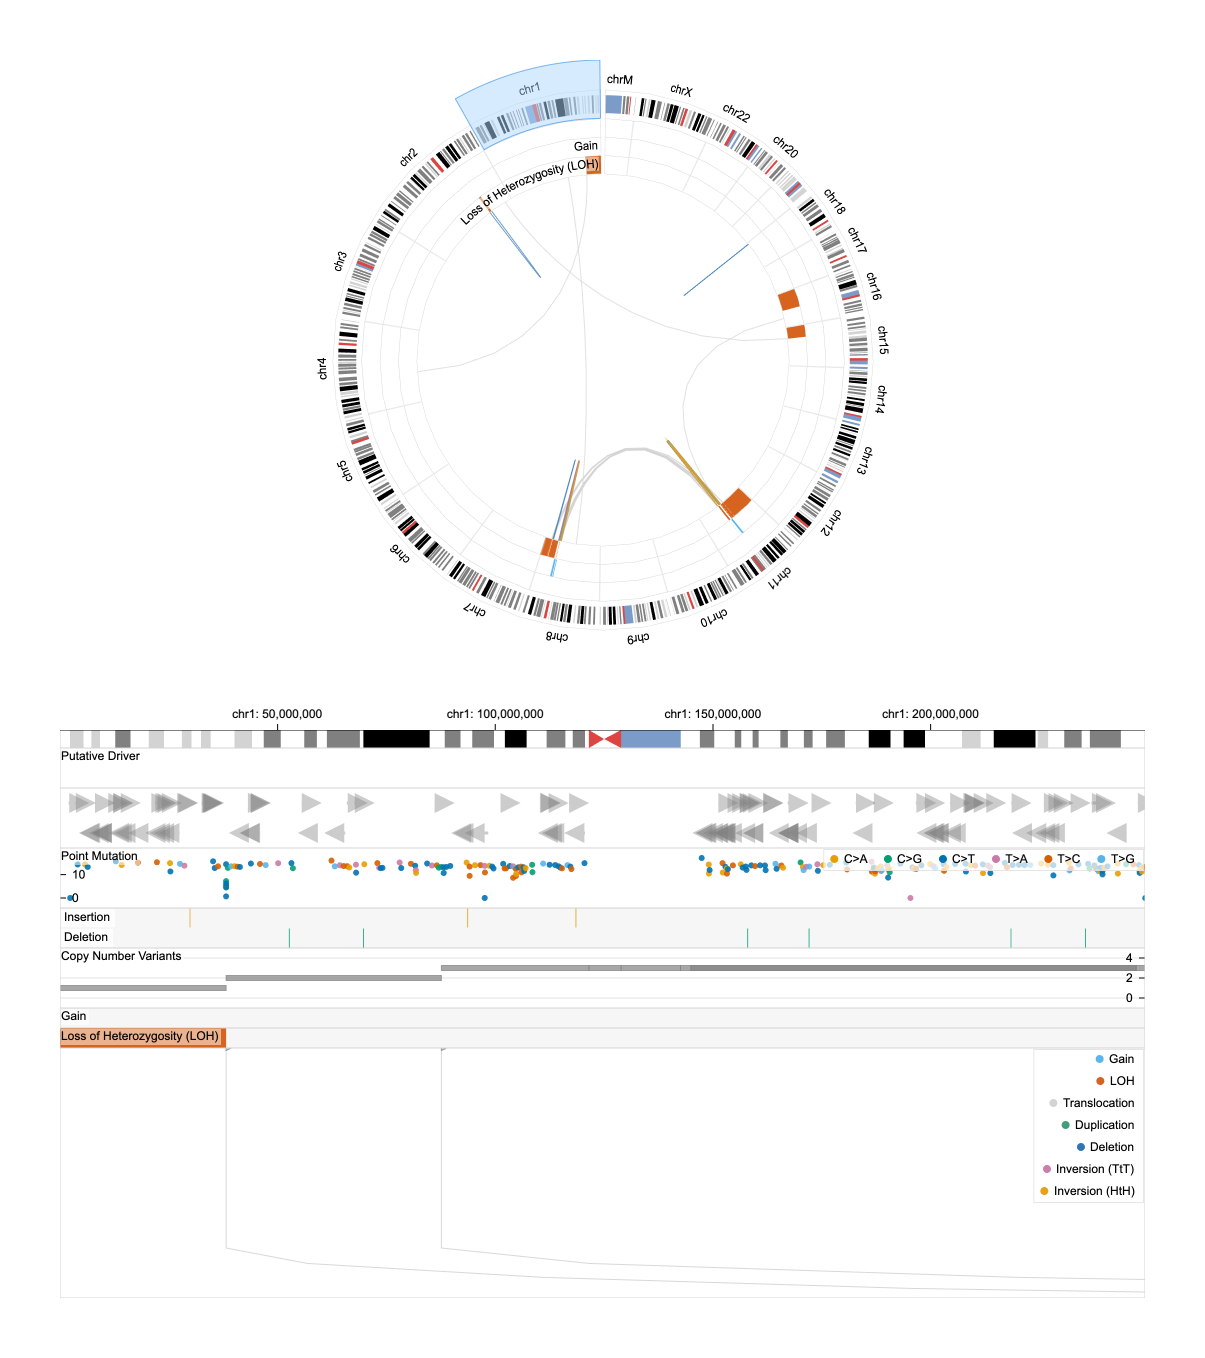 chr1
chrM
chrX
chr22
chr20
chr18
chr17
chr16
chr15
chr14
chr13
chr12
chr11
chr10
chr9
chr8
chr7
chr6
chr5
chr4
chr3
chr2
Gain
Loss of Heterozygosity (LOH)
chr1: 50,000,000
chr1: 100,000,000
chr1: 150,000,000
chr1: 200,000,000
Putative Driver
Point Mutation
C>A
C>G
C>T
T>A
T>C
T>G
10
0
Insertion
Deletion
Copy Number Variants
4
2
0
Gain
Loss of Heterozygosity (LOH)
Gain
LOH
Translocation
Duplication
Deletion
Inversion (TtT)
Inversion (HtH)